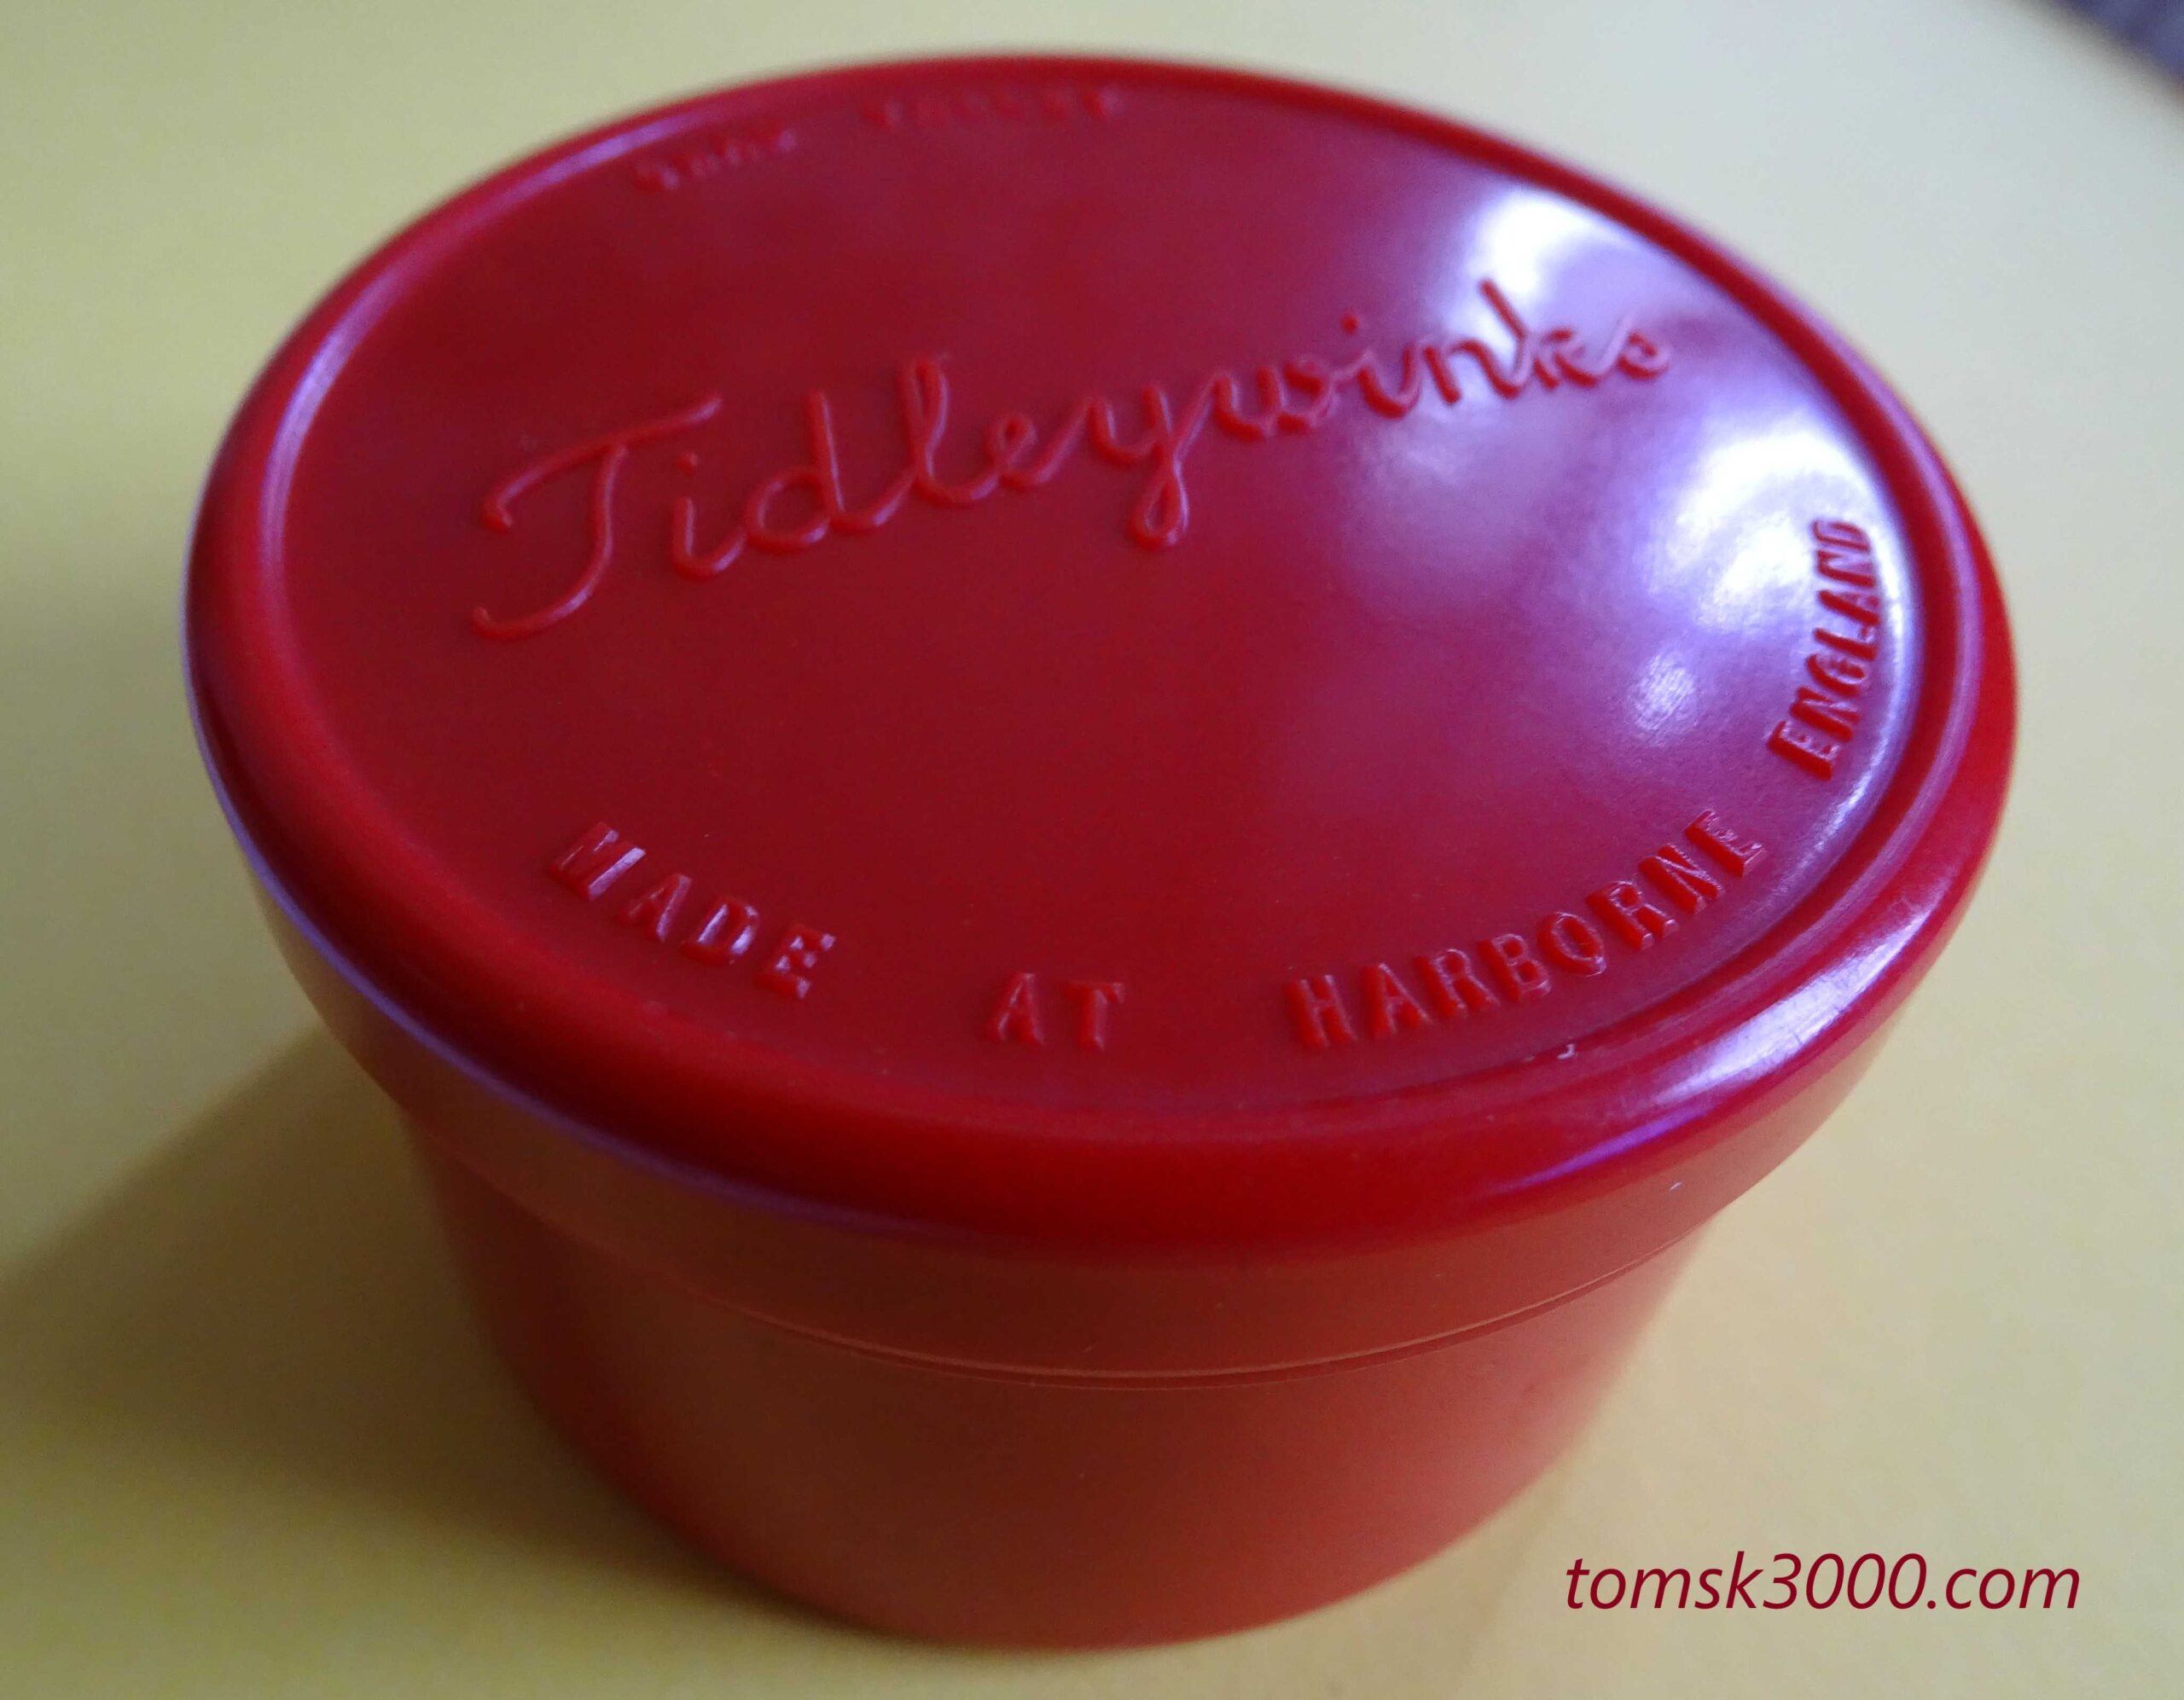 Tidleywinks
MADE AT HARBORNE ENGLAND
tomsk3000.com